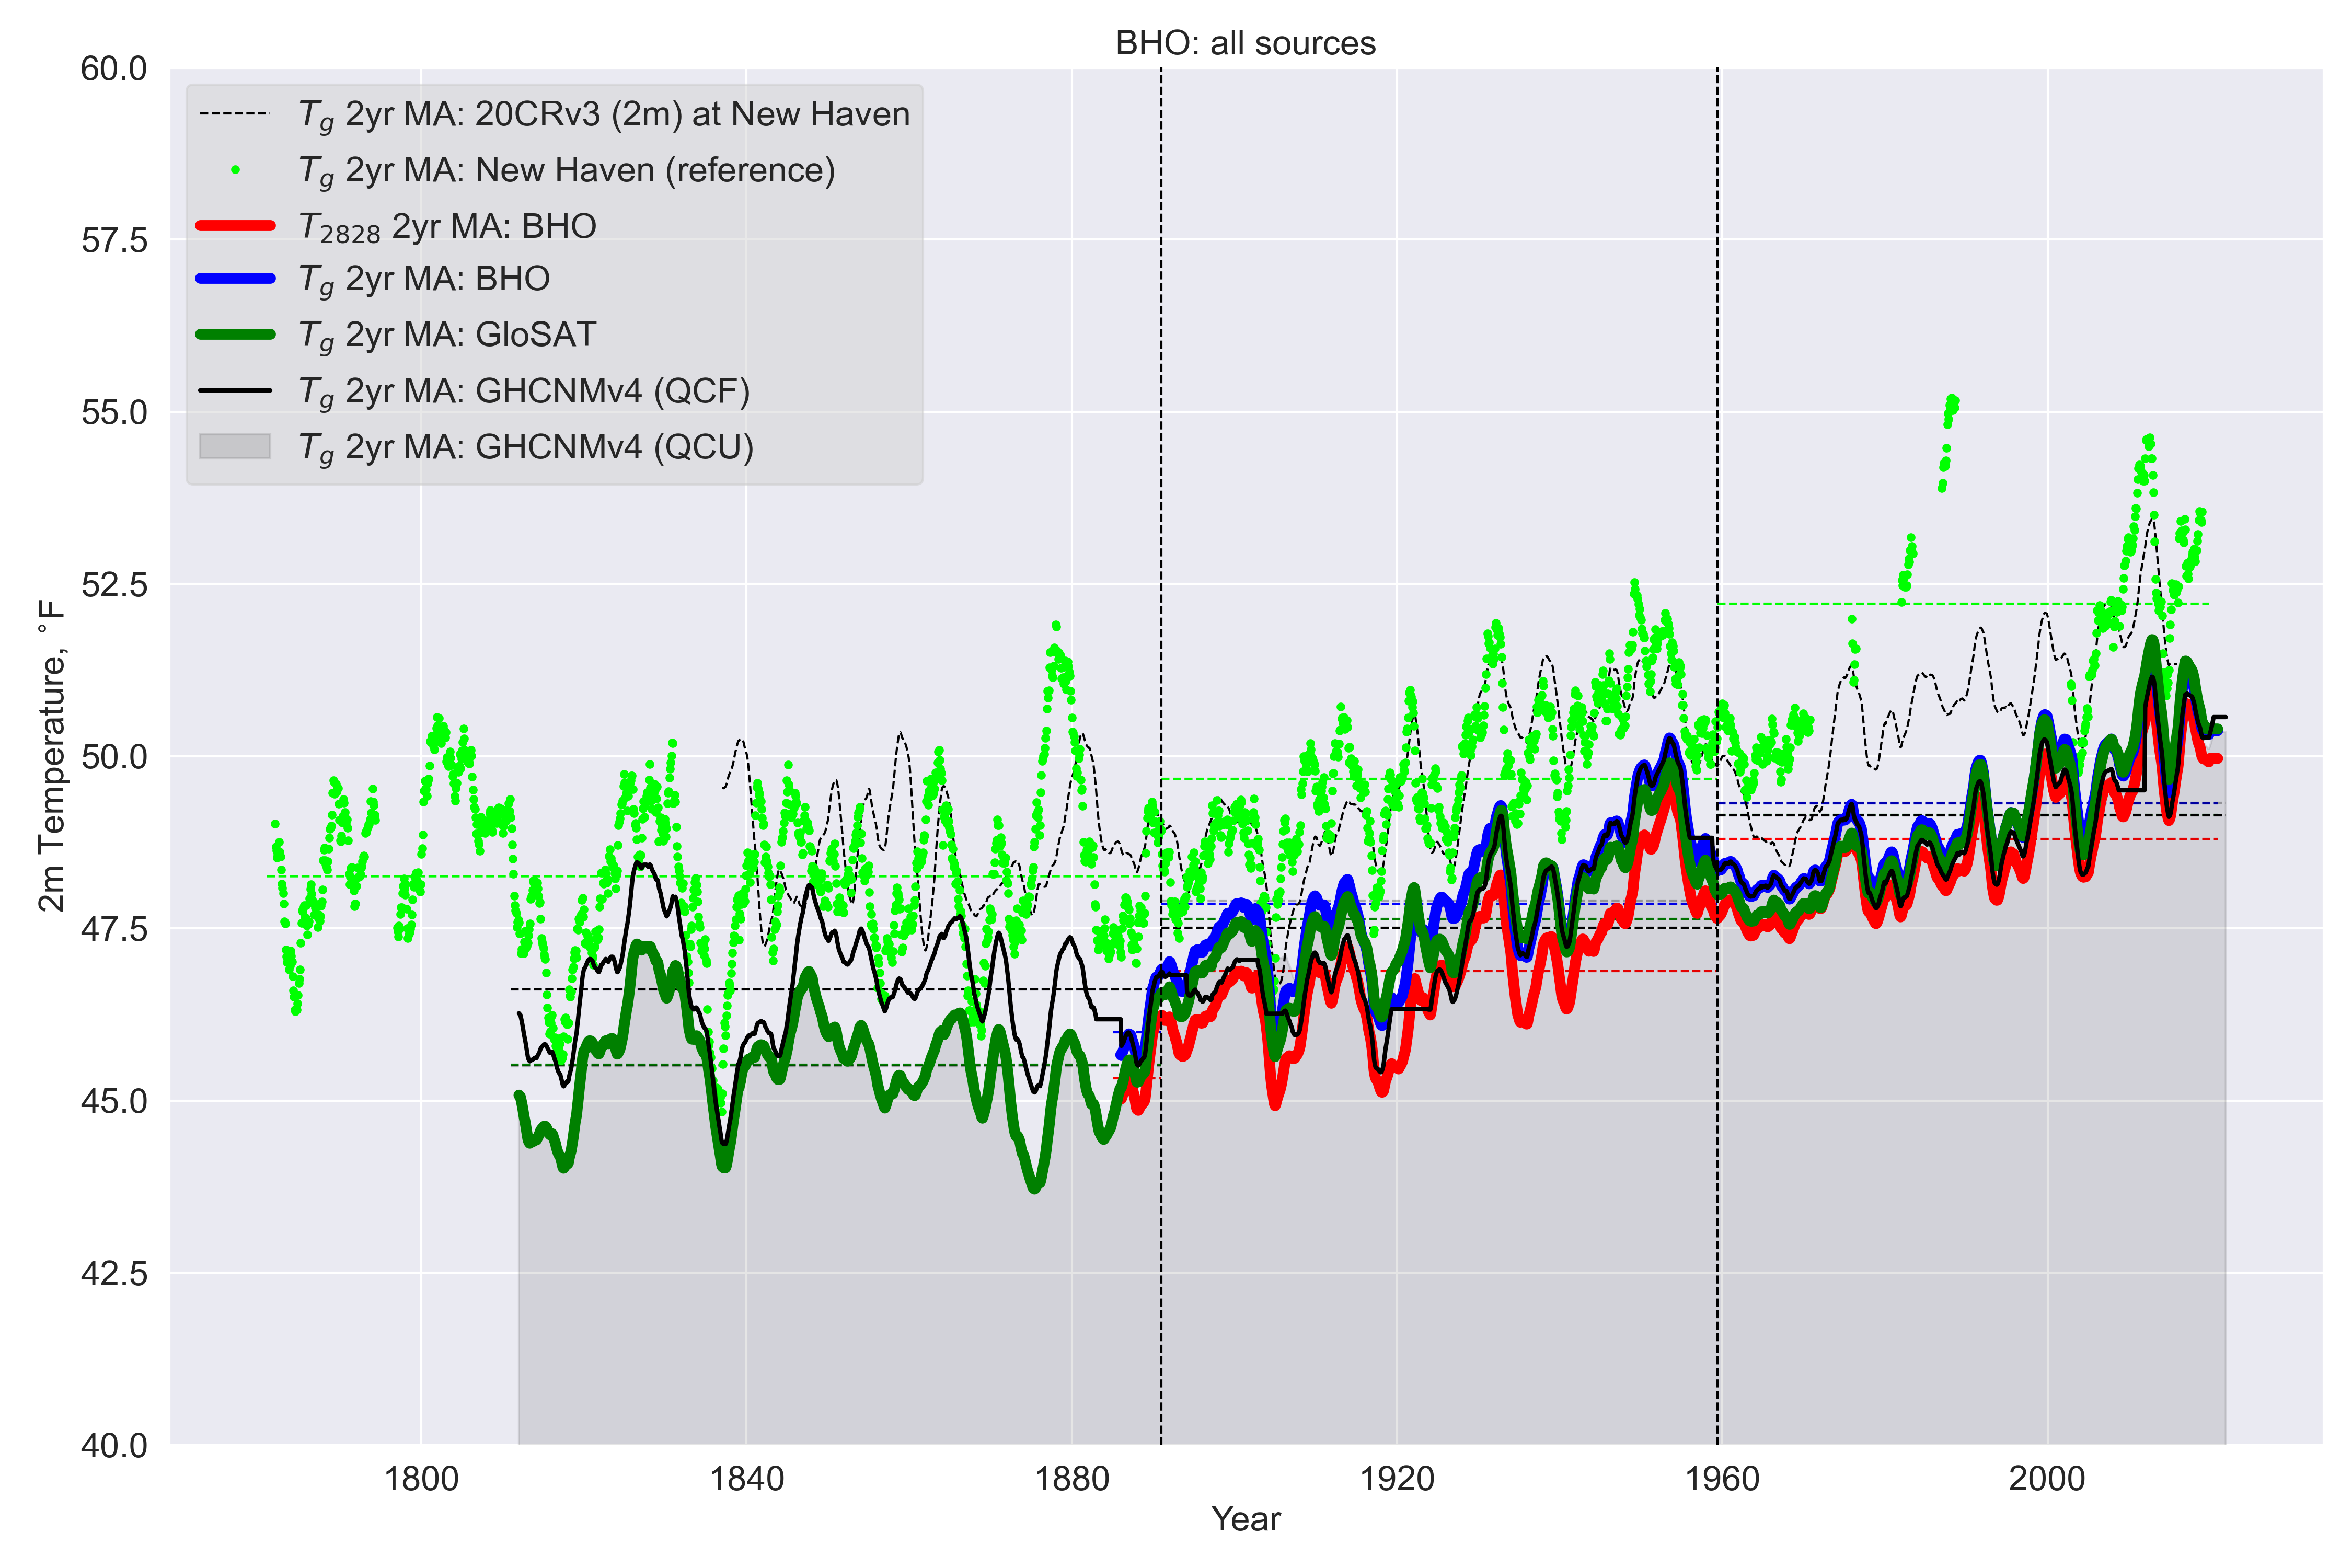 BHO: all sources
60.0
57.5
55.0
52.5
50.0
47.5
45.0
42.5
40.0
2m Temperature, °F
Tg 2yr MA: 20CRv3 (2m) at New Haven
Tg 2yr MA: New Haven (reference)
T2828 2yr MA: BHO
Tg 2yr MA: BHO
Tg 2yr MA: GloSAT
Tg 2yr MA: GHCNMv4 (QCF)
Tg 2yr MA: GHCNMv4 (QCU)
1800 1840 1880 1920 1960 2000
Year